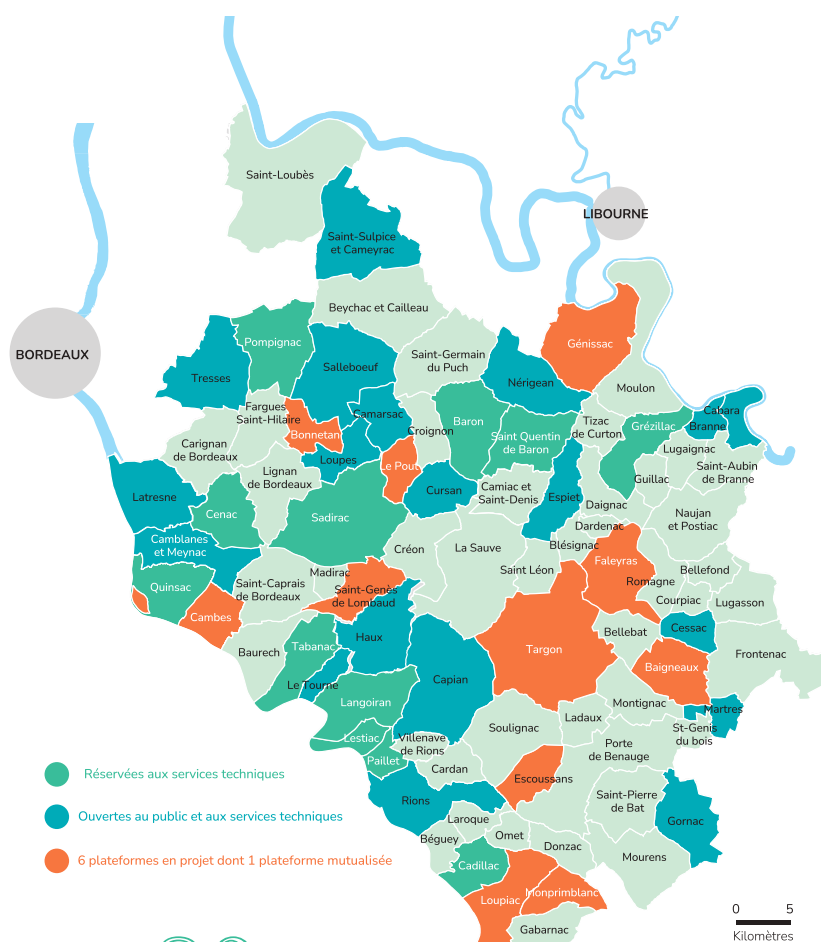 Saint-Loubès
LIBOURNE
Saint-Sulpice
et Cameyrac
Beychac et Cailleau
Pompignac
Génissac
BORDEAUX
Saint-Germain
du Puch
Salleboeuf
Tresses
Nérigean
Moulon
Fargues
Saint-Hilaire
Camarsac
Cabara
Bonnetan
Croignon
Baron
Tizac
de Curton
Grézillac
Branne
Saint Quentin
de Baron
Carignan
de Bordeaux
Loupes
Le Pout
Lugaignac
Saint-Aubin
de Branne
Lignan
de Bordeaux
Guillac
Latresne
Cursan
Camiac et
Saint-Denis
Espiet
Daignac
Cenac
Sadirac
Naujan
et Postiac
Dardenac
Camblanes
et Meynac
Créon
La Sauve
Blésignac
Faleyras
Saint Léon
Bellefond
Madirac
Romagne
Quinsac
Saint-Caprais
de Bordeaux
Saint-Genès
de Lombaud
Courpiac
Lugasson
Cambes
Haux
Bellebat
Cessac
Baurech
Tabanac
Targon
Frontenac
Baigneaux
Le Tourne
Capian
Langoiran
Montignac
Martres
Ladaux
Soulignac
St-Genis
du bois
Lestiac
Villenave
de Rions
Porte
de Benauge
Paillet
Cardan
Escoussans
Réservées aux services techniques
Rions
Saint-Pierre
de Bat
Ouvertes au public et aux services techniques
Laroque
Gornac
Béguey
Omet
Donzac
6 plateformes en projet dont 1 plateforme mutualisée
Mourens
Cadillac
Loupiac
Monprimblanc
Gabarnac
0 5
Kilomètres